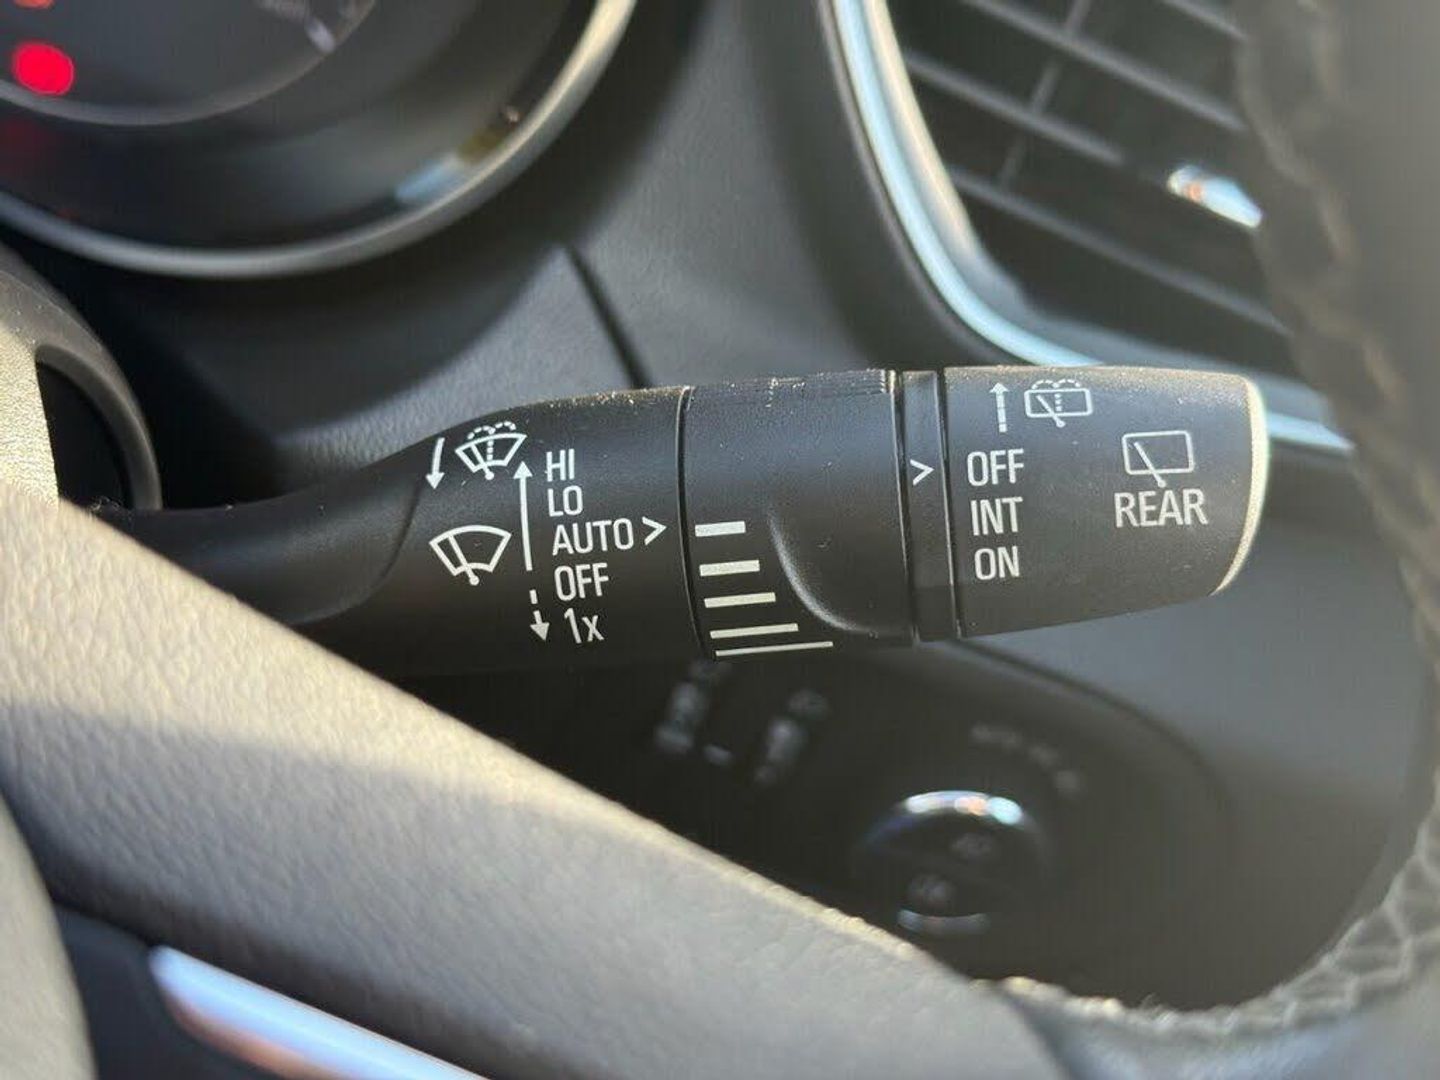 HI
LO
AUTO >
OFF
1x
> OFF
INT
ON
REAR